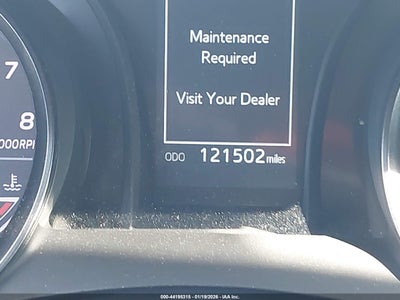 Maintenance
Required
Visit Your Dealer
7
8
ODO 121502 miles
000-44195315 - 01/19/2026 - IAA Inc.